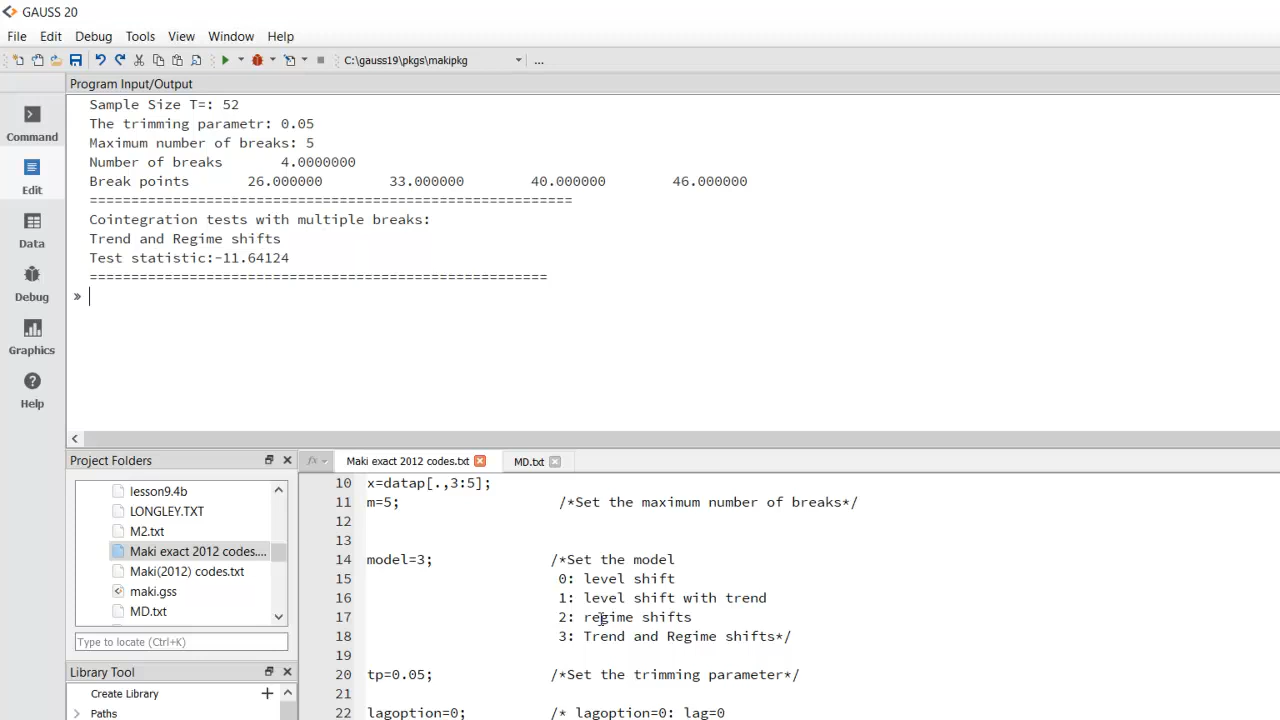 GAUSS 20
File Edit Debug Tools View Window Help
C:\gauss19\pkgs\makipkg ...
Program Input/Output
Sample Size T=: 52
The trimming parametr: 0.05
Maximum number of breaks: 5
Number of breaks 4.0000000
Break points 26.000000 33.000000 40.000000 46.000000
==========================================================
Cointegration tests with multiple breaks:
Trend and Regime shifts
Test statistic:-11.64124
=======================================================
»
Command
Edit
Data
Debug
Graphics
Help
Project Folders
lesson9.4b
LONGLEY.TXT
M2.txt
Maki exact 2012 codes....
Maki(2012) codes.txt
maki.gss
MD.txt
Type to locate (Ctrl+K)
Library Tool
Create Library +
Paths
fx Maki exact 2012 codes.txt MD.txt
10 x=datap[.,3:5];
11 m=5; /*Set the maximum number of breaks*/
12
13
14 model=3; /*Set the model
15 0: level shift
16 1: level shift with trend
17 2: regime shifts
18 3: Trend and Regime shifts*/
19
20 tp=0.05; /*Set the trimming parameter*/
21
22 lagoption=0; /* lagoption=0: lag=0